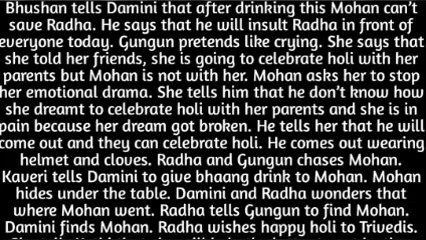 Bhushan tells Damini that after drinking this Mohan can't
save Radha. He says that he will insult Radha in front of
everyone today. Gungun pretends like crying. She says that
she told her friends, she is going to celebrate holi with her
parents but Mohan is not with her. Mohan asks her to stop
her emotional drama. She tells him that he don't know how
she dreamt to celebrate holi with her parents and she is in
pain because her dream got broken. He tells her that he will
come out and they can celebrate holi. He comes out wearing
helmet and cloves. Radha and Gungun chases Mohan.
Kaveri tells Damini to give bhaang drink to Mohan. Mohan
hides under the table. Damini and Radha wonders that
where Mohan went. Radha tells Gungun to find Mohan.
Damini finds Mohan. Radha wishes happy holi to Trivedis.